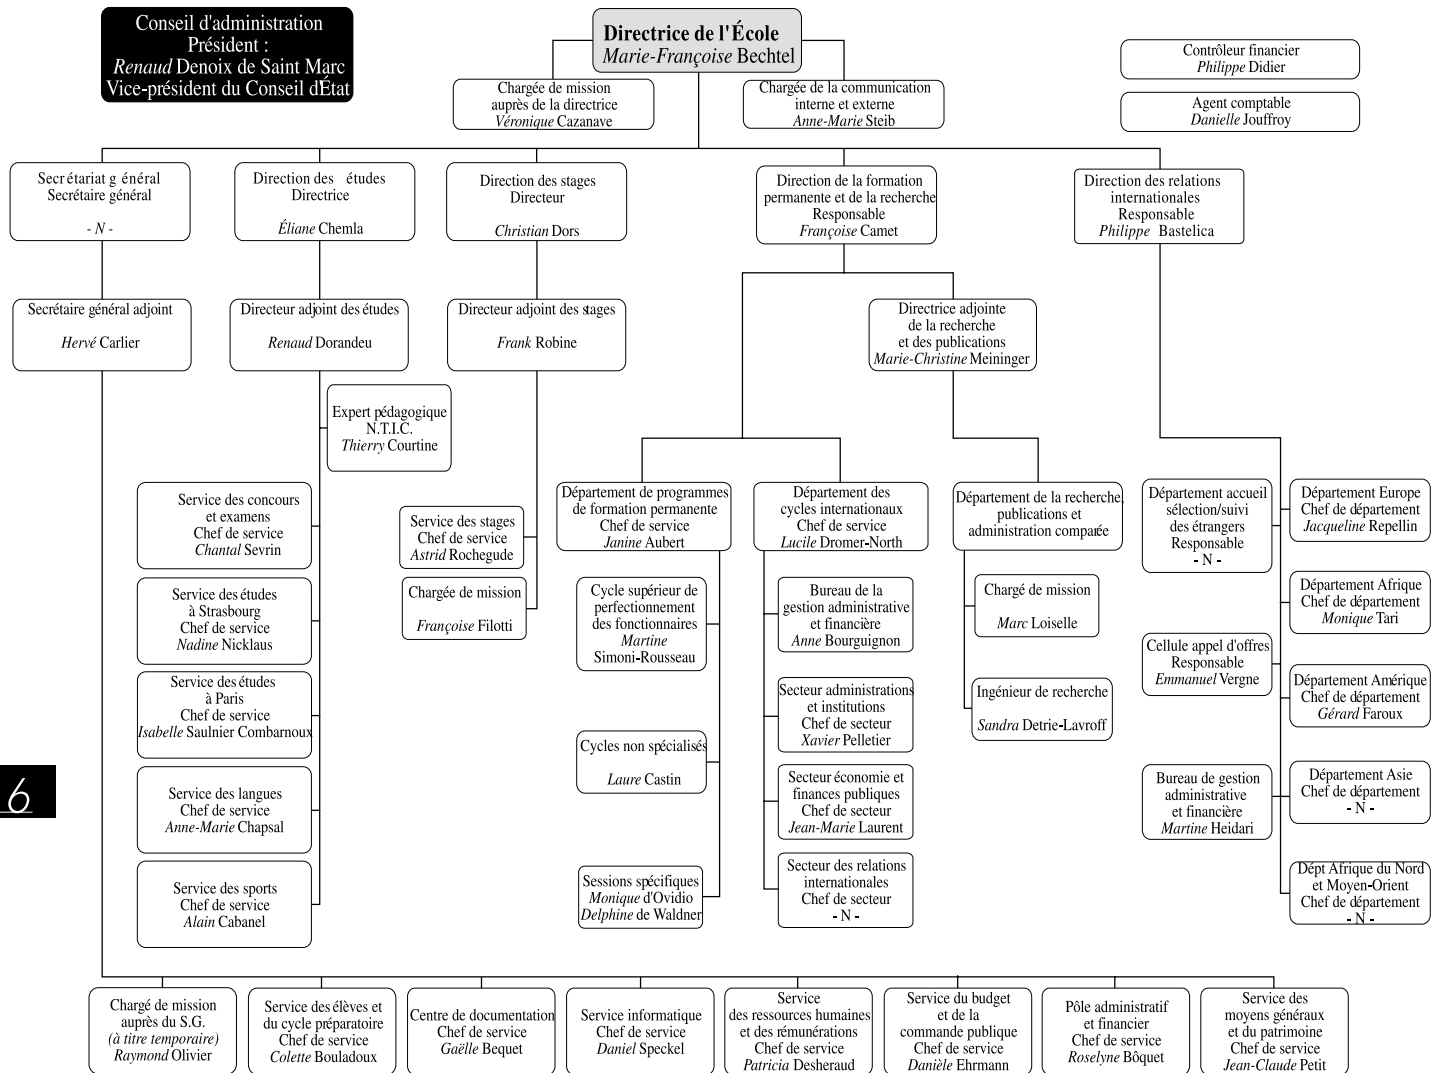 Conseil d'administration
Président :
Renaud Denoix de Saint Marc
Vice-président du Conseil d'État
Directrice de l'École
Marie-Françoise Bechtel
Chargée de mission
auprès de la directrice
Véronique Cazanave
Chargée de la communication
interne et externe
Anne-Marie Steib
Contrôleur financier
Philippe Didier
Agent comptable
Danielle Jouffroy
Secrétariat général
Secrétaire général
- N -
Direction des études
Directrice
Éliane Chemla
Direction des stages
Directeur
Christian Dors
Direction de la formation
permanente et de la recherche
Responsable
Françoise Camet
Direction des relations
internationales
Responsable
Philippe Bastelica
Secrétaire général adjoint
Hervé Carlier
Directeur adjoint des études
Renaud Dorandeu
Directeur adjoint des stages
Frank Robine
Directrice adjointe
de la recherche
et des publications
Marie-Christine Meininger
Expert pédagogique
N.T.I.C.
Thierry Courtine
Service des concours
et examens
Chef de service
Chantal Sevrin
Service des études
à Strasbourg
Chef de service
Nadine Nicklaus
Service des études
à Paris
Chef de service
Isabelle Saulnier Combarnoux
Service des langues
Chef de service
Anne-Marie Chapsal
Service des sports
Chef de service
Alain Cabanel
Service des stages
Chef de service
Astrid Rochegude
Chargée de mission
Françoise Filotti
Département de programmes
de formation permanente
Chef de service
Janine Aubert
Cycle supérieur de
perfectionnement
des fonctionnaires
Martine
Simoni-Rousseau
Cycles non spécialisés
Laure Castin
Sessions spécifiques
Monique d'Ovidio
Delphine de Waldner
Département des
cycles internationaux
Chef de service
Lucile Dromer-North
Bureau de la
gestion administrative
et financière
Anne Bourguignon
Secteur administrations
et institutions
Chef de secteur
Xavier Pelletier
Secteur économie et
finances publiques
Chef de secteur
Jean-Marie Laurent
Secteur des relations
internationales
Chef de secteur
- N -
Département de la recherche,
publications et
administration comparée
Chargé de mission
Marc Loiselle
Ingénieur de recherche
Sandra Detrie-Lavroff
Département accueil
sélection/suivi
des étrangers
Responsable
- N -
Cellule appel d'offres
Responsable
Emmanuel Vergne
Bureau de gestion
administrative
et financière
Martine Heidari
Département Europe
Chef de département
Jacqueline Repellin
Département Afrique
Chef de département
Monique Tari
Département Amérique
Chef de département
Gérard Faroux
Département Asie
Chef de département
- N -
Dépt Afrique du Nord
et Moyen-Orient
Chef de département
- N -
6
Chargé de mission
auprès du S.G.
(à titre temporaire)
Raymond Olivier
Service des élèves et
du cycle préparatoire
Chef de service
Colette Bouladoux
Centre de documentation
Chef de service
Gaëlle Bequet
Service informatique
Chef de service
Daniel Speckel
Service
des ressources humaines
et des rémunérations
Chef de service
Patricia Desheraud
Service du budget
et de la
commande publique
Chef de service
Danièle Ehrmann
Pôle administratif
et financier
Chef de service
Roselyne Bôquet
Service des
moyens généraux
et du patrimoine
Chef de service
Jean-Claude Petit